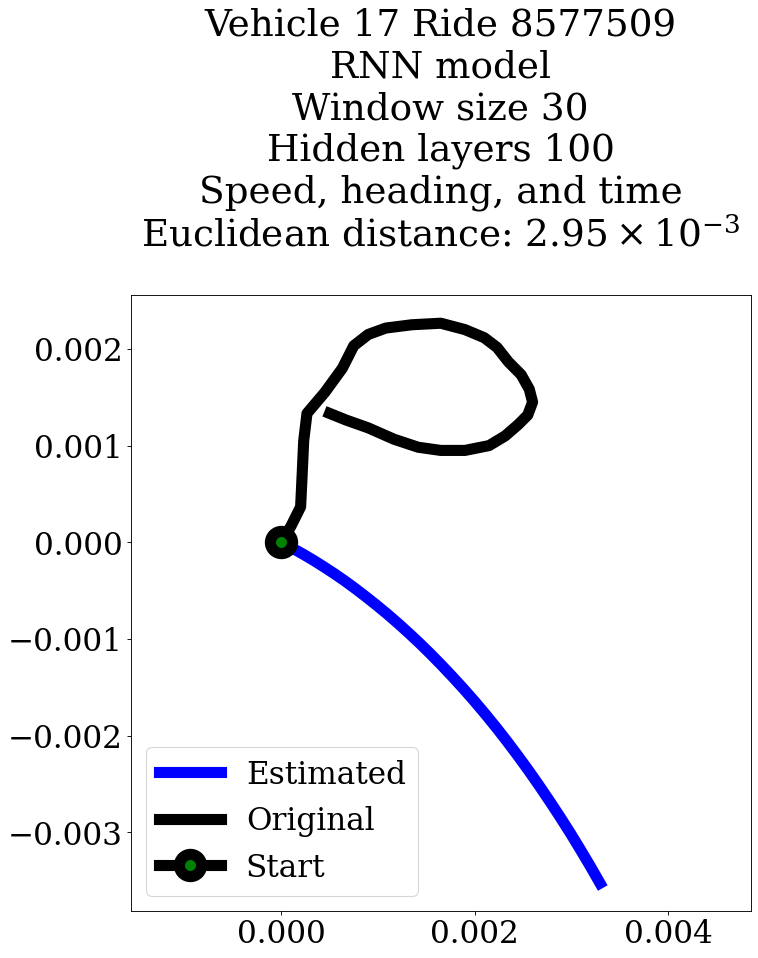 Vehicle 17 Ride 8577509
RNN model
Window size 30
Hidden layers 100
Speed, heading, and time
Euclidean distance: 2.95 × 10⁻³
0.002
0.001
0.000
−0.001
−0.002
−0.003
Estimated
Original
Start
0.000 0.002 0.004